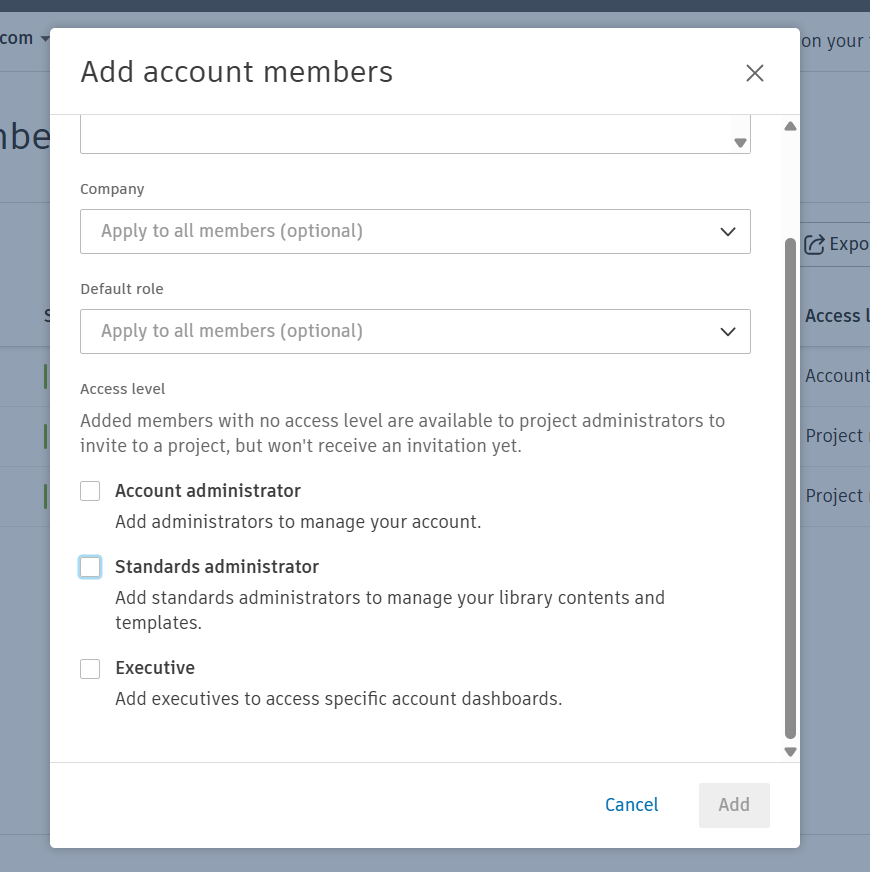 com
on your
Add account members
Company
Apply to all members (optional)
Expo
Default role
Access l
Apply to all members (optional)
Account
Access level
Added members with no access level are available to project administrators to
Project
invite to a project, but won't receive an invitation yet.
Account administrator
Project
Add administrators to manage your account.
Standards administrator
Add standards administrators to manage your library contents and
templates.
Executive
Add executives to access specific account dashboards.
Cancel
Add